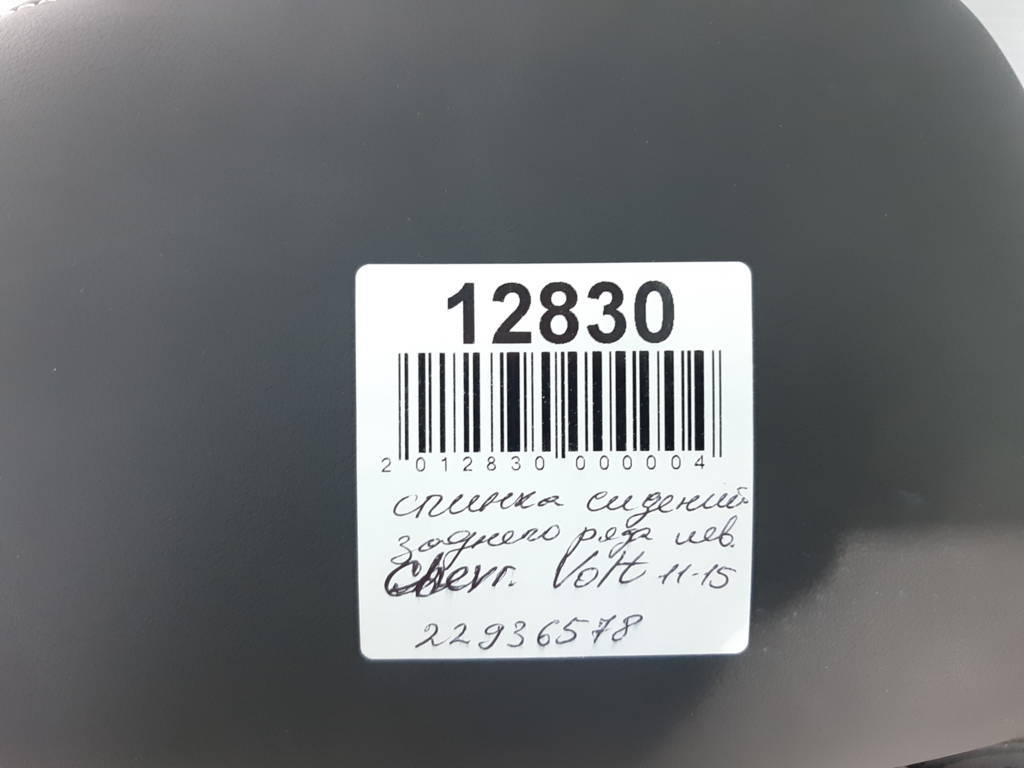 12830
2 012830 000004
спинка сидений
заднего ряда лев.
Chevr. Volt 11-15
22936578